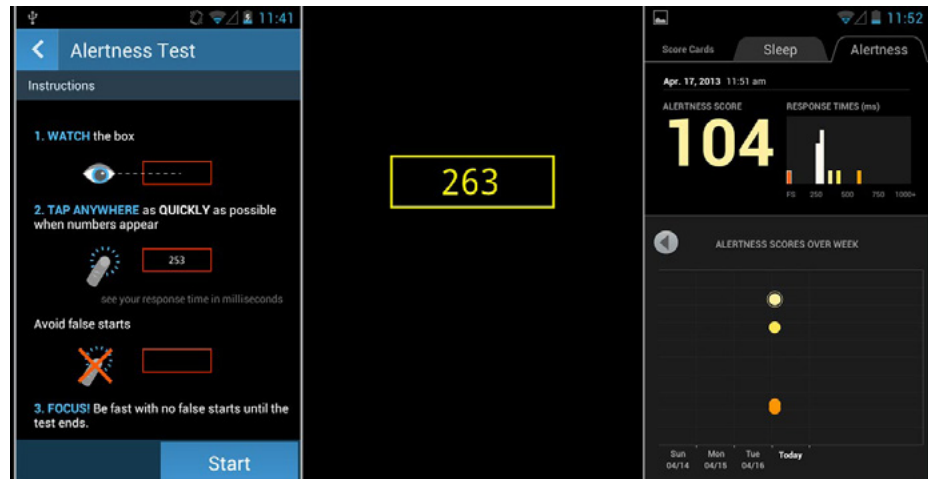 11:41
Alertness Test
Instructions
1. WATCH the box
2. TAP ANYWHERE as QUICKLY as possible
when numbers appear
253
see your response time in milliseconds
Avoid false starts
3. FOCUS! Be fast with no false starts until the
test ends.
Start
263
11:52
Score Cards
Sleep
Alertness
Apr. 17, 2013 11:51 am
ALERTNESS SCORE
RESPONSE TIMES (ms)
104
FS 250 500 750 1000+
ALERTNESS SCORES OVER WEEK
Sun Mon Tue Today
04/14 04/15 04/16